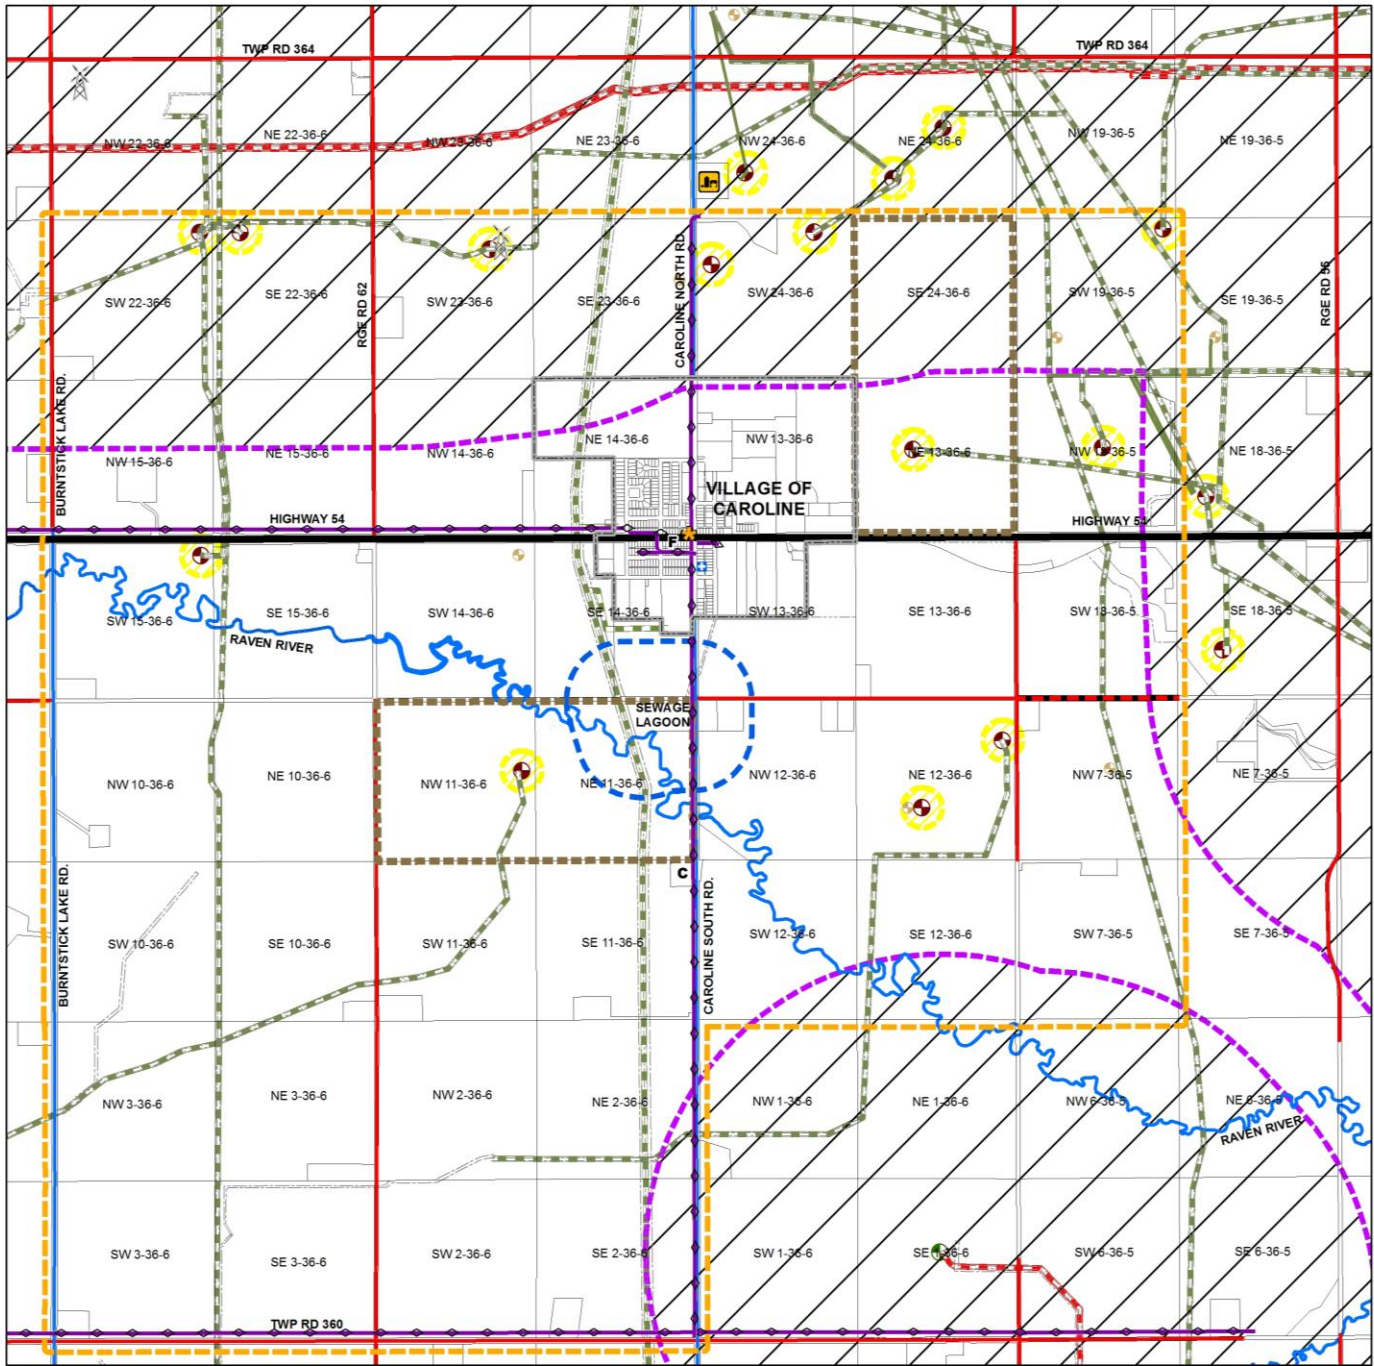 TWP RD 364
TWP RD 364
NW 22-36-6
NE 22-36-6
NW 23-36-6
NE 23-36-6
NW 24-36-6
NE 24-36-6
NW 19-36-5
NE 19-36-5
SW 22-36-6
SE 22-36-6
RGE RD 62
SW 23-36-6
SE 23-36-6
CAROLINE NORTH RD.
SW 24-36-6
SE 24-36-6
SW 19-36-5
SE 19-36-5
RGE RD 55
BURNTSTICK LAKE RD.
NW 15-36-6
NE 15-36-6
NW 14-36-6
NE 14-36-6
NW 13-36-6
NE 13-36-6
NW 18-36-5
NE 18-36-5
VILLAGE OF
CAROLINE
HIGHWAY 54
HIGHWAY 54
F
SW 15-36-6
SE 15-36-6
SW 14-36-6
SE 14-36-6
SW 13-36-6
SE 13-36-6
SW 18-36-5
SE 18-36-5
RAVEN RIVER
SEWAGE
LAGOON
NW 10-36-6
NE 10-36-6
NW 11-36-6
NE 11-36-6
NW 12-36-6
NE 12-36-6
NW 7-36-5
NE 7-36-5
C
BURNTSTICK LAKE RD.
SW 10-36-6
SE 10-36-6
SW 11-36-6
SE 11-36-6
CAROLINE SOUTH RD.
SW 12-36-6
SE 12-36-6
SW 7-36-5
SE 7-36-5
NW 3-36-6
NE 3-36-6
NW 2-36-6
NE 2-36-6
NW 1-36-6
NE 1-36-6
NW 6-36-5
NE 6-36-5
RAVEN RIVER
SW 3-36-6
SE 3-36-6
SW 2-36-6
SE 2-36-6
SW 1-36-6
SE 1-36-6
SW 6-36-5
SE 6-36-5
TWP RD 360